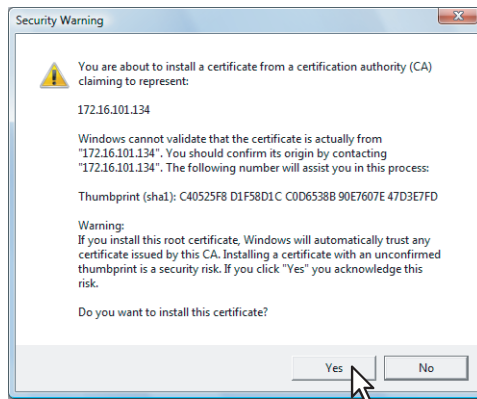 Security Warning
You are about to install a certificate from a certification authority (CA)
claiming to represent:
172.16.101.134
Windows cannot validate that the certificate is actually from
"172.16.101.134". You should confirm its origin by contacting
"172.16.101.134". The following number will assist you in this process:
Thumbprint (sha1): C40525F8 D1F58D1C C0D6538B 90E7607E 47D3E7FD
Warning:
If you install this root certificate, Windows will automatically trust any
certificate issued by this CA. Installing a certificate with an unconfirmed
thumbprint is a security risk. If you click "Yes" you acknowledge this
risk.
Do you want to install this certificate?
Yes No